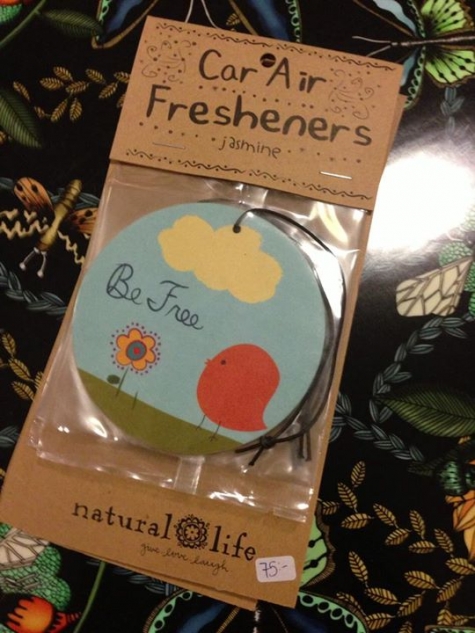 Car Air
Fresheners
jasmine
Be Free
natural life
give. love. laugh.
75:-